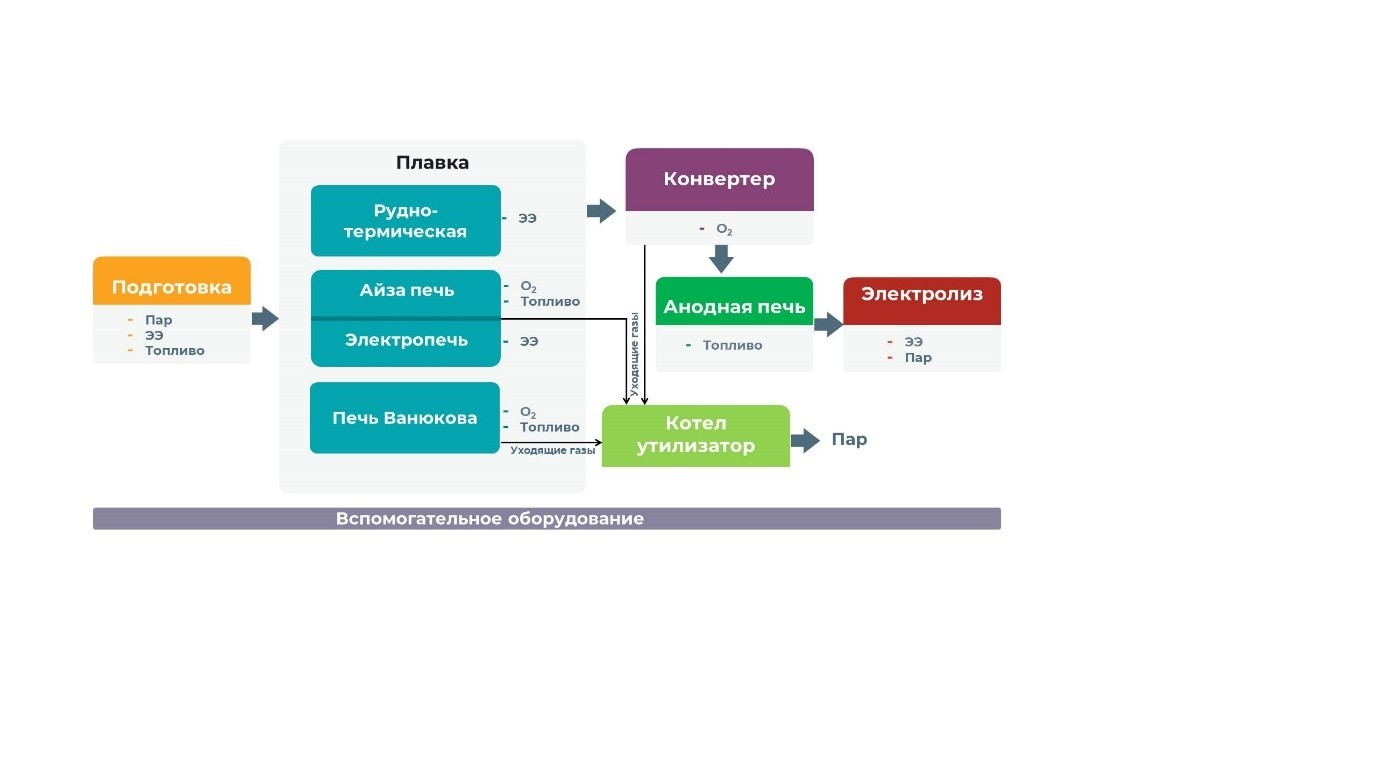 Плавка
Рудно-
термическая
- ЭЭ
Айза печь
- O₂
- Топливо
Электропечь
- ЭЭ
Печь Ванюкова
- O₂
- Топливо
Уходящие газы
Подготовка
- Пар
- ЭЭ
- Топливо
Конвертер
- O₂
Уходящие газы
Анодная печь
- Топливо
Электролиз
- ЭЭ
- Пар
Котел
утилизатор
Пар
Вспомогательное оборудование